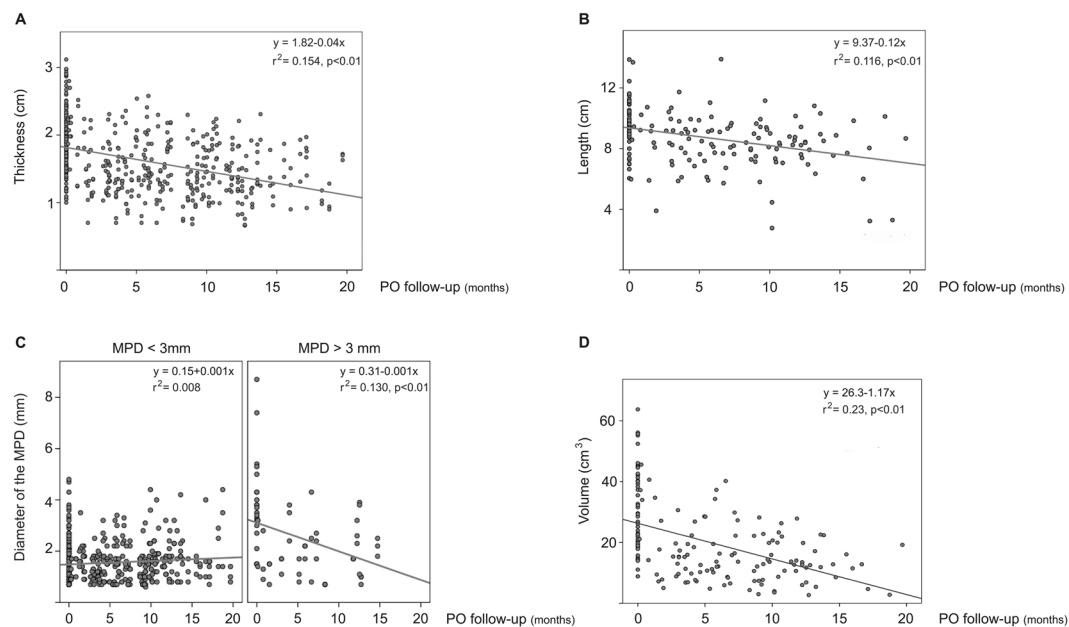 A
y = 1.82-0.04x
r²= 0.154, p<0.01
Thickness (cm)
3
2
1
0 5 10 15 20
PO follow-up (months)
B
y = 9.37-0.12x
r²= 0.116, p<0.01
Length (cm)
12
8
4
0 5 10 15 20
PO folow-up (months)
C
MPD < 3mm
MPD > 3 mm
y = 0.15+0.001x
r²= 0.008
y = 0.31-0.001x
r²= 0.130, p<0.01
Diameter of the MPD (mm)
8
6
4
2
0 5 10 15 20
0 5 10 15 20
PO follow-up (months)
D
y = 26.3-1.17x
r²= 0.23, p<0.01
Volume (cm³)
60
40
20
0 5 10 15 20
PO follow-up (months)